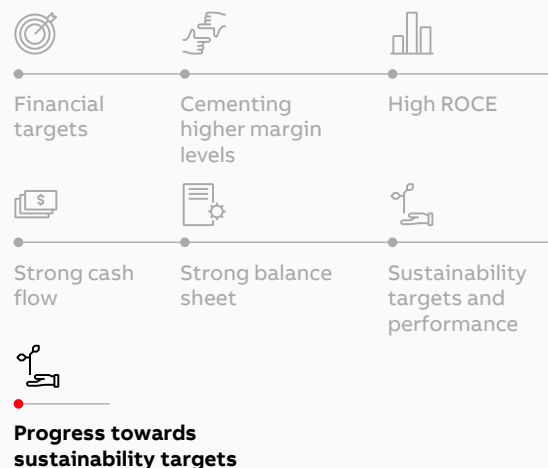 Financial
targets
Cementing
higher margin
levels
High ROCE
$
Strong cash
flow
Strong balance
sheet
Sustainability
targets and
performance
Progress towards
sustainability targets